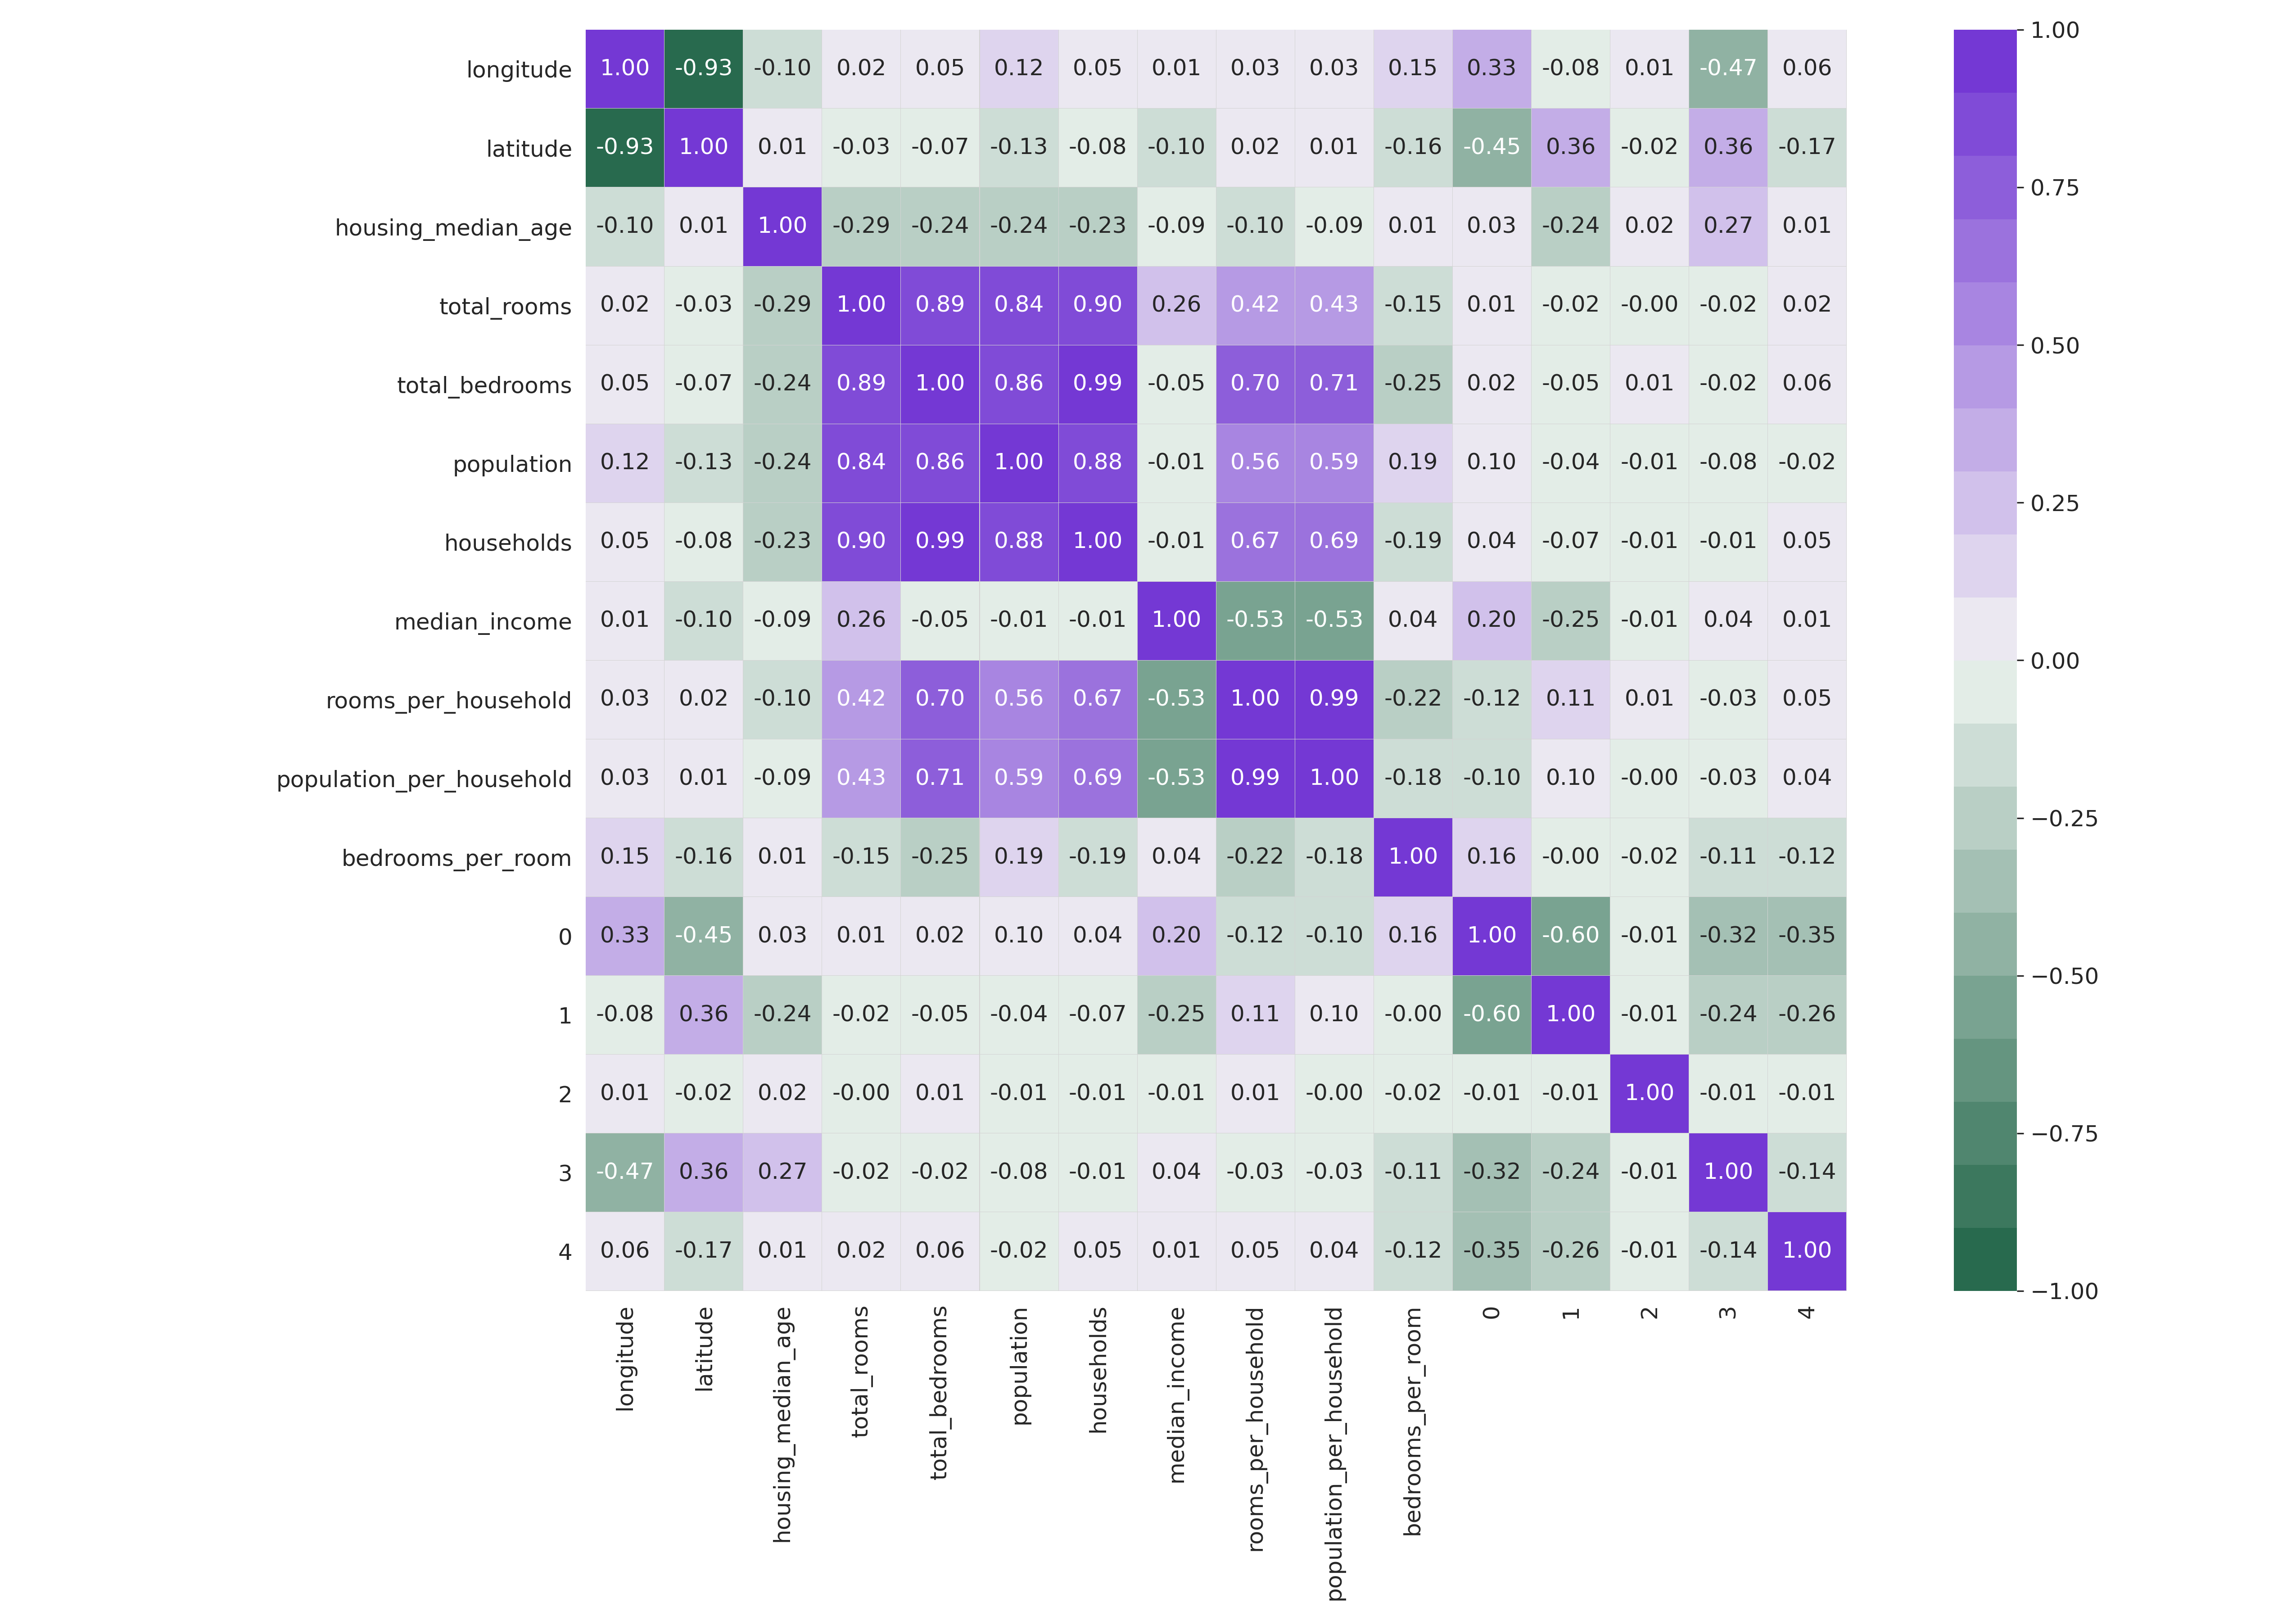 longitude 1.00 -0.93 -0.10 0.02 0.05 0.12 0.05 0.01 0.03 0.03 0.15 0.33 -0.08 0.01 -0.47 0.06
latitude -0.93 1.00 0.01 -0.03 -0.07 -0.13 -0.08 -0.10 0.02 0.01 -0.16 -0.45 0.36 -0.02 0.36 -0.17
housing_median_age -0.10 0.01 1.00 -0.29 -0.24 -0.24 -0.23 -0.09 -0.10 -0.09 0.01 0.03 -0.24 0.02 0.27 0.01
total_rooms 0.02 -0.03 -0.29 1.00 0.89 0.84 0.90 0.26 0.42 0.43 -0.15 0.01 -0.02 -0.00 -0.02 0.02
total_bedrooms 0.05 -0.07 -0.24 0.89 1.00 0.86 0.99 -0.05 0.70 0.71 -0.25 0.02 -0.05 0.01 -0.02 0.06
population 0.12 -0.13 -0.24 0.84 0.86 1.00 0.88 -0.01 0.56 0.59 0.19 0.10 -0.04 -0.01 -0.08 -0.02
households 0.05 -0.08 -0.23 0.90 0.99 0.88 1.00 -0.01 0.67 0.69 -0.19 0.04 -0.07 -0.01 -0.01 0.05
median_income 0.01 -0.10 -0.09 0.26 -0.05 -0.01 -0.01 1.00 -0.53 -0.53 0.04 0.20 -0.25 -0.01 0.04 0.01
rooms_per_household 0.03 0.02 -0.10 0.42 0.70 0.56 0.67 -0.53 1.00 0.99 -0.22 -0.12 0.11 0.01 -0.03 0.05
population_per_household 0.03 0.01 -0.09 0.43 0.71 0.59 0.69 -0.53 0.99 1.00 -0.18 -0.10 0.10 -0.00 -0.03 0.04
bedrooms_per_room 0.15 -0.16 0.01 -0.15 -0.25 0.19 -0.19 0.04 -0.22 -0.18 1.00 0.16 -0.00 -0.02 -0.11 -0.12
0 0.33 -0.45 0.03 0.01 0.02 0.10 0.04 0.20 -0.12 -0.10 0.16 1.00 -0.60 -0.01 -0.32 -0.35
1 -0.08 0.36 -0.24 -0.02 -0.05 -0.04 -0.07 -0.25 0.11 0.10 -0.00 -0.60 1.00 -0.01 -0.24 -0.26
2 0.01 -0.02 0.02 -0.00 0.01 -0.01 -0.01 -0.01 0.01 -0.00 -0.02 -0.01 -0.01 1.00 -0.01 -0.01
3 -0.47 0.36 0.27 -0.02 -0.02 -0.08 -0.01 0.04 -0.03 -0.03 -0.11 -0.32 -0.24 -0.01 1.00 -0.14
4 0.06 -0.17 0.01 0.02 0.06 -0.02 0.05 0.01 0.05 0.04 -0.12 -0.35 -0.26 -0.01 -0.14 1.00
longitude
latitude
housing_median_age
total_rooms
total_bedrooms
population
households
median_income
rooms_per_household
population_per_household
bedrooms_per_room
0
1
2
3
4
1.00
0.75
0.50
0.25
0.00
−0.25
−0.50
−0.75
−1.00